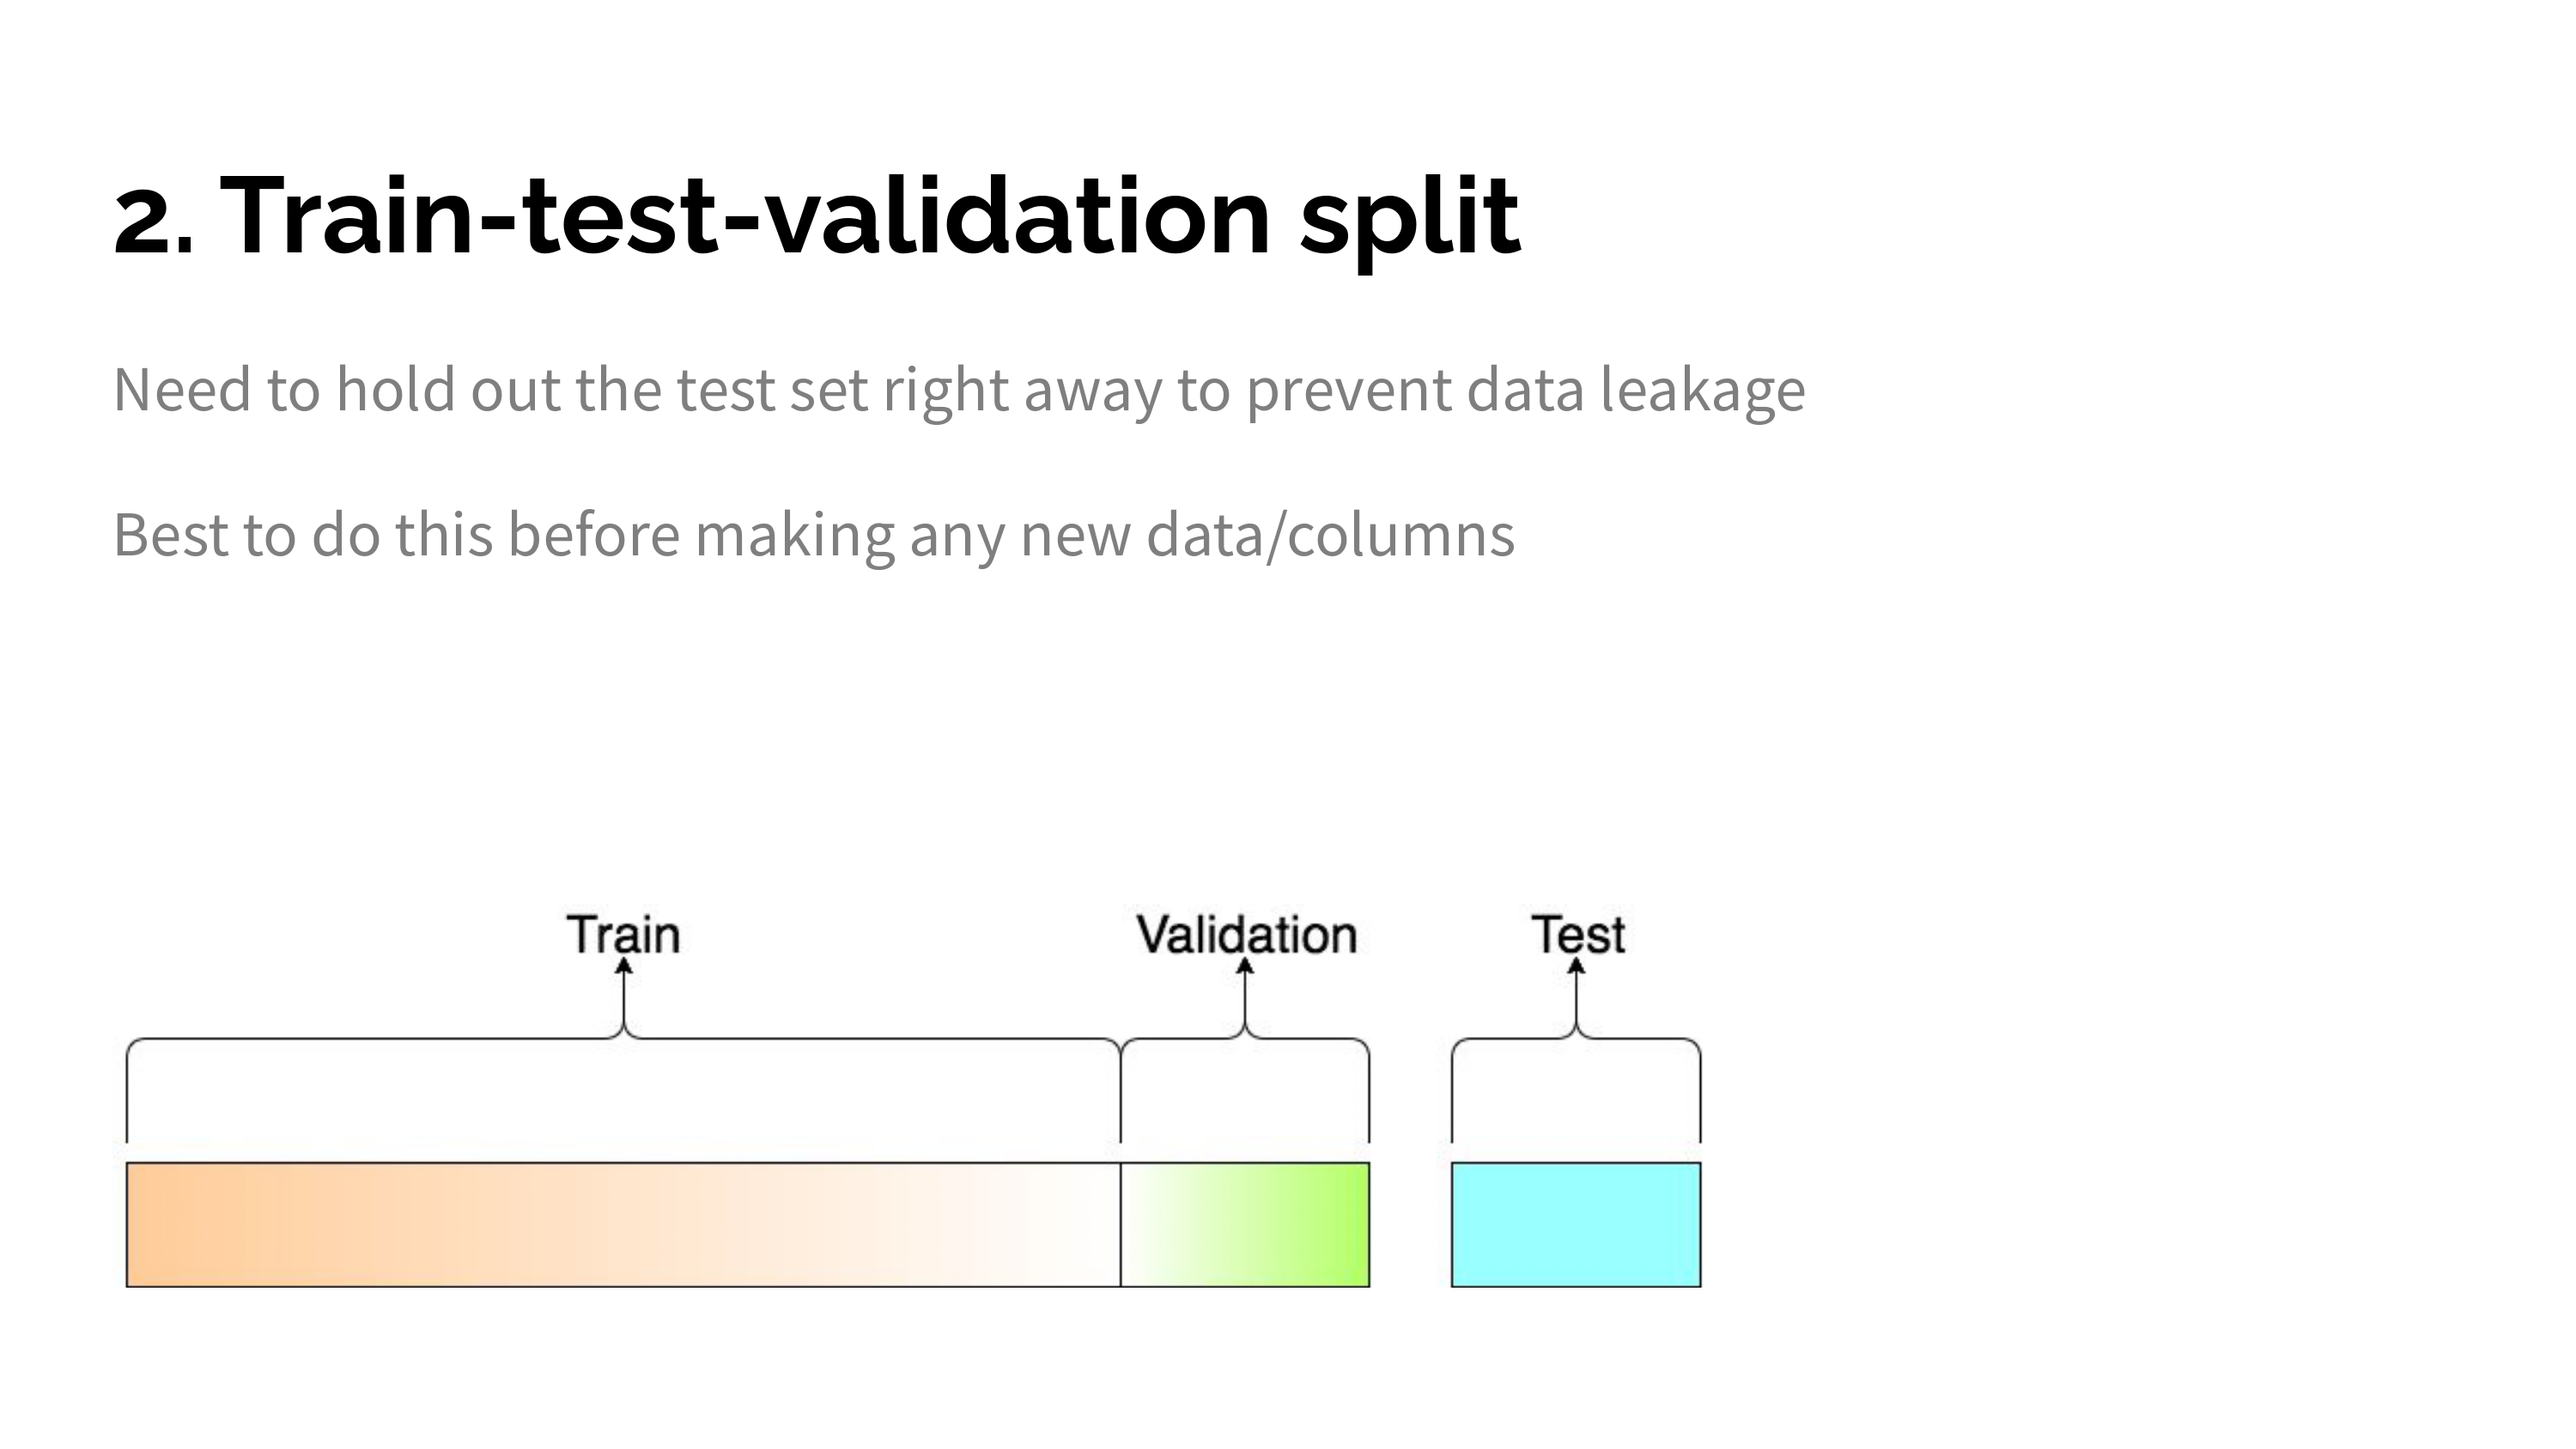 2. Train-test-validation split
Need to hold out the test set right away to prevent data leakage
Best to do this before making any new data/columns
Train
Validation
Test